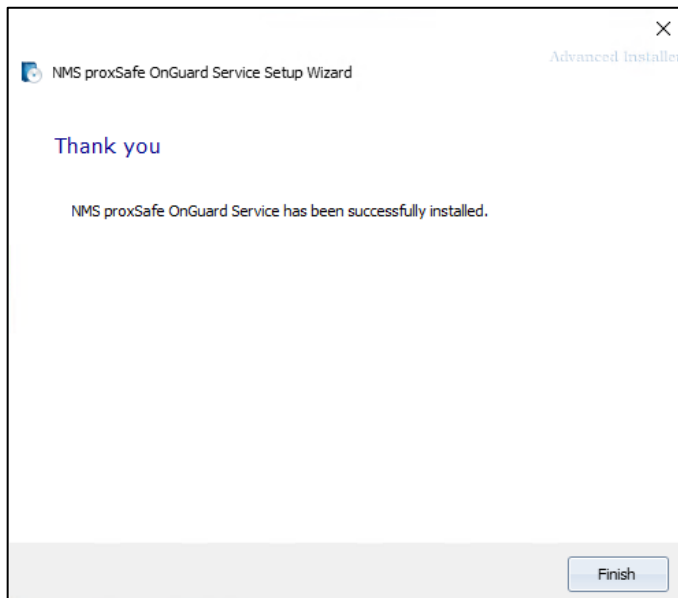 Advanced Installer
NMS proxSafe OnGuard Service Setup Wizard
Thank you
NMS proxSafe OnGuard Service has been successfully installed.
Finish